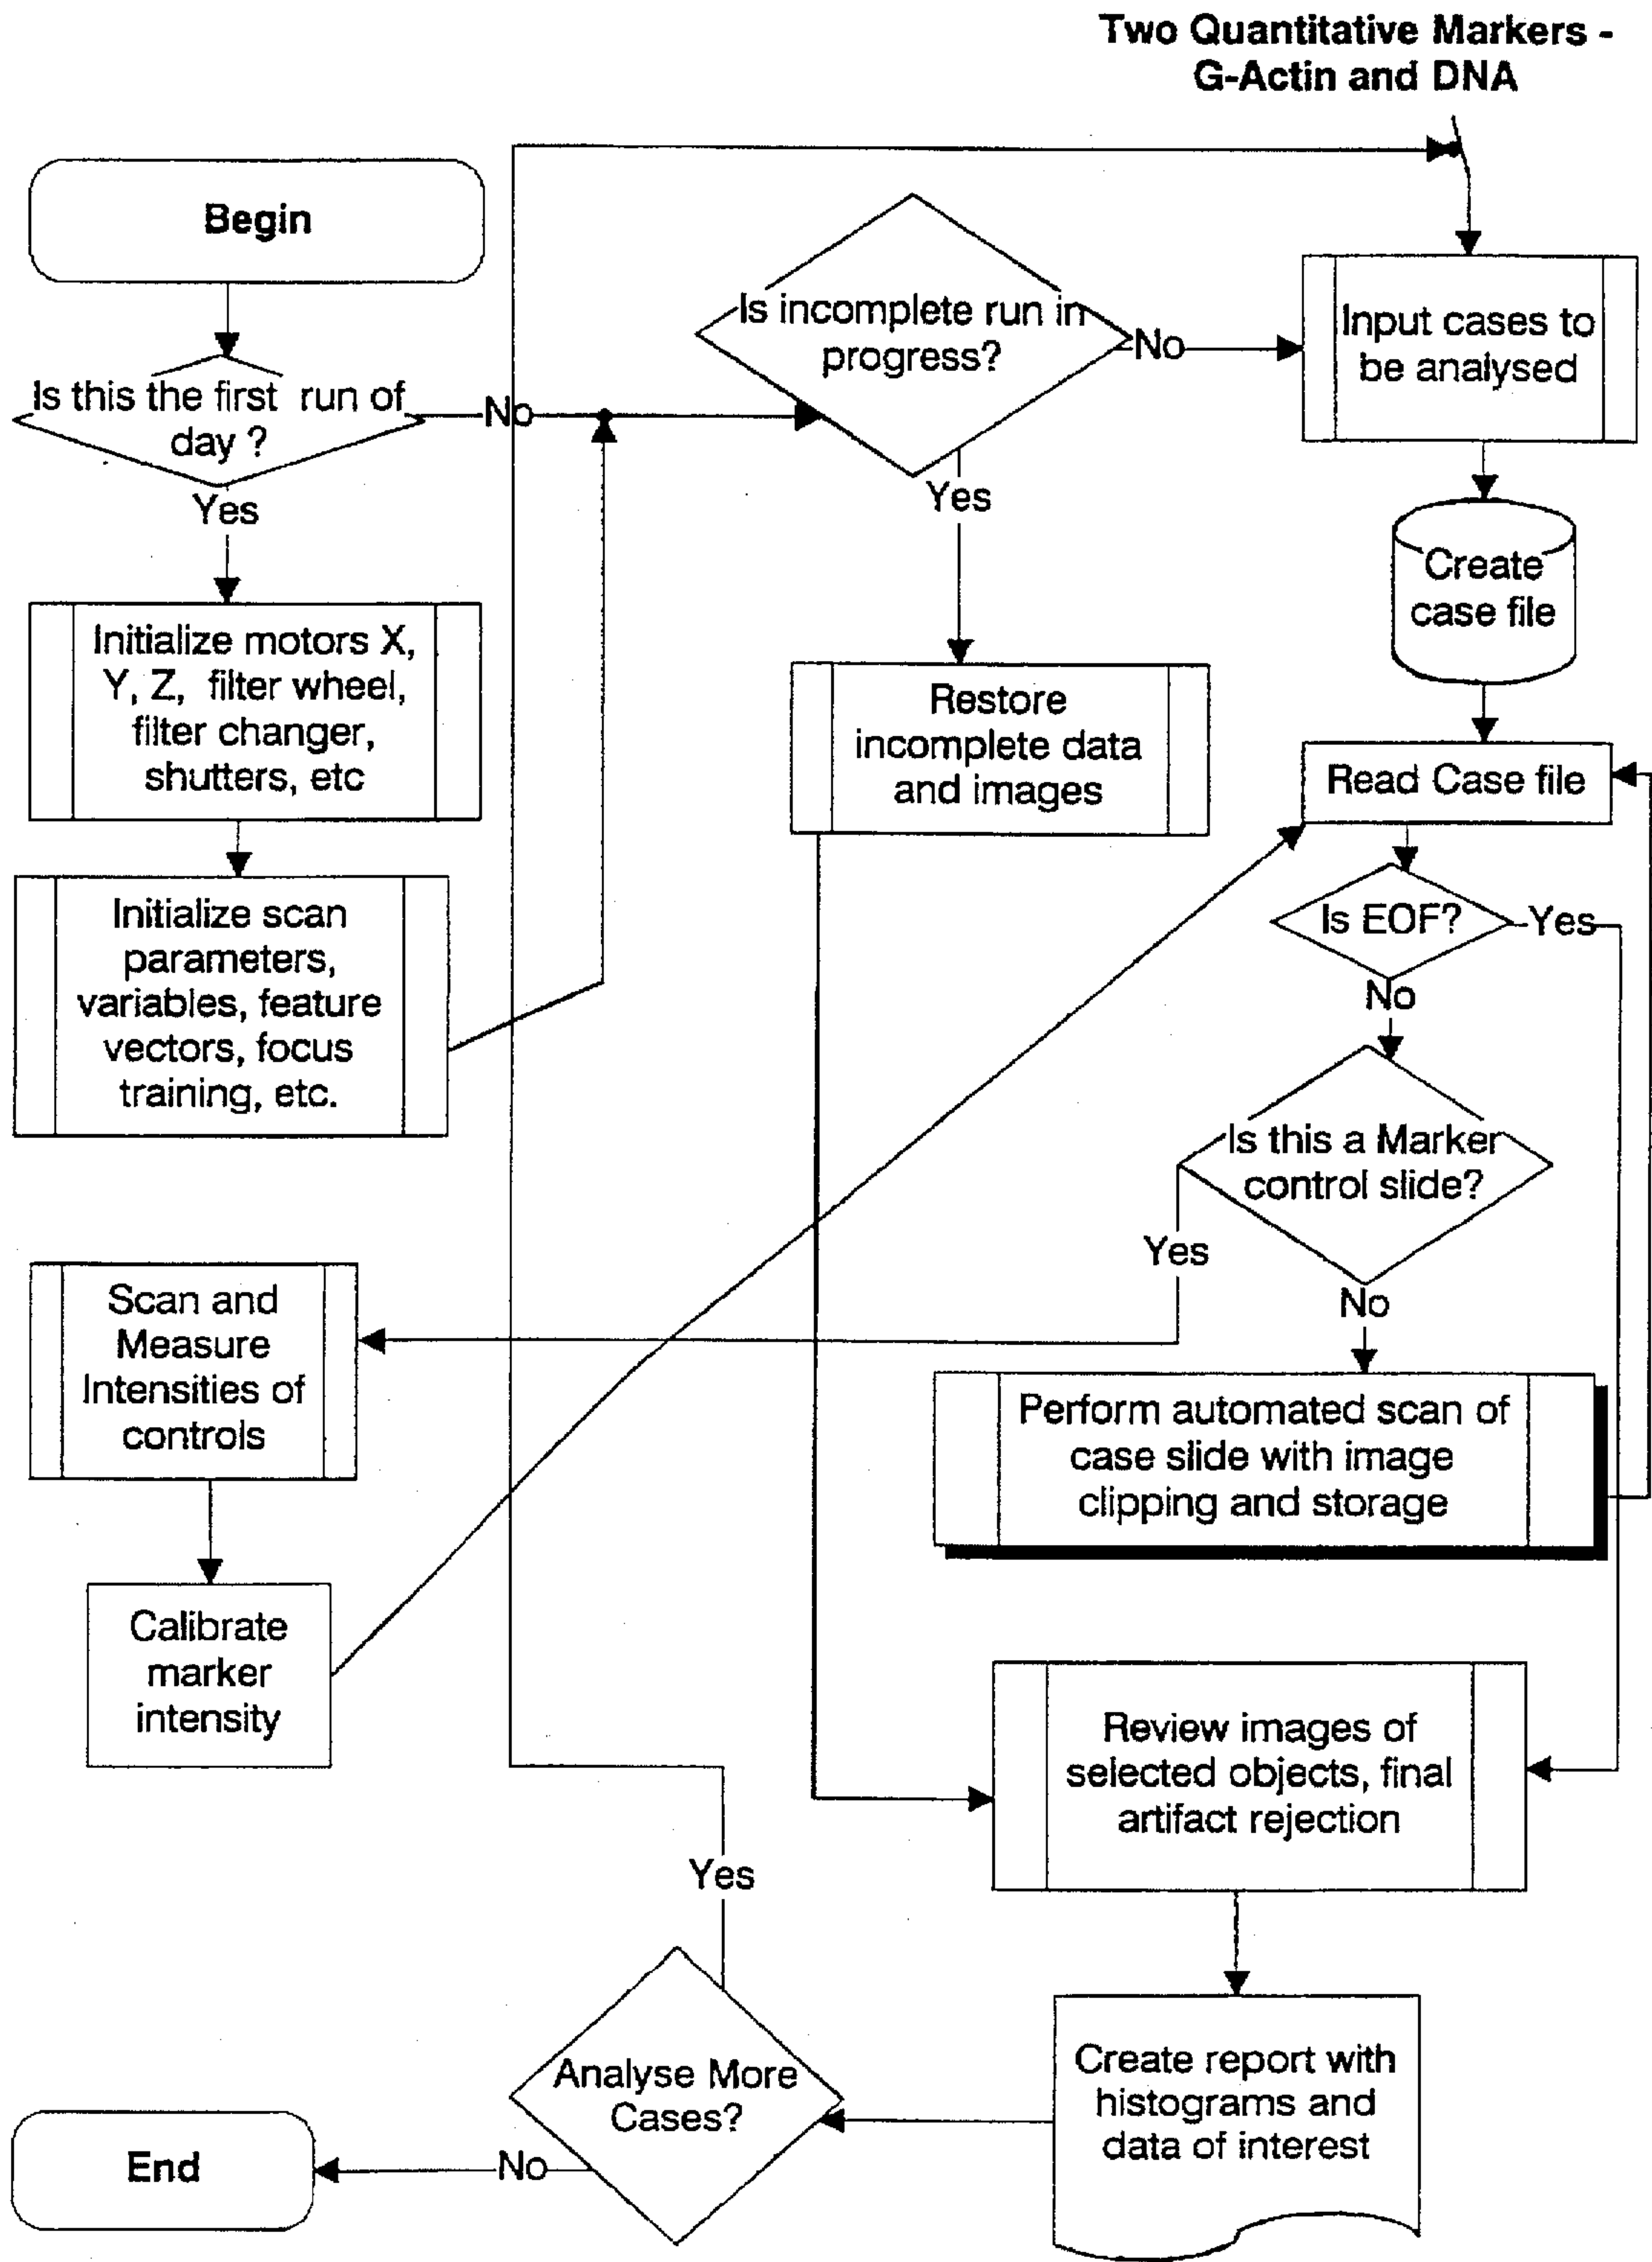 Two Quantitative Markers -
G-Actin and DNA
Begin
Is this the first run of
day ?
No
Yes
Initialize motors X,
Y, Z, filter wheel,
filter changer,
shutters, etc
Initialize scan
parameters,
variables, feature
vectors, focus
training, etc.
Is incomplete run in
progress?
No
Yes
Restore
incomplete data
and images
Input cases to
be analysed
Create
case file
Read Case file
Is EOF?
Yes
No
Is this a Marker
control slide?
Yes
No
Scan and
Measure
Intensities of
controls
Calibrate
marker
intensity
Perform automated scan of
case slide with image
clipping and storage
Review images of
selected objects, final
artifact rejection
Create report with
histograms and
data of interest
Analyse More
Cases?
Yes
No
End